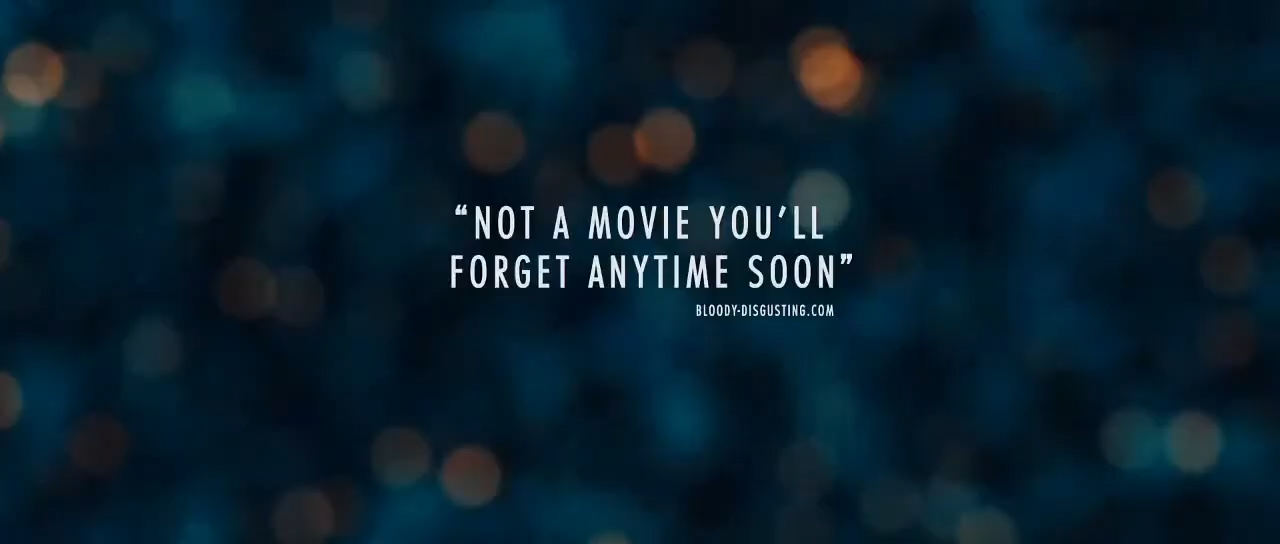 “NOT A MOVIE YOU’LL
FORGET ANYTIME SOON”
BLOODY-DISGUSTING.COM